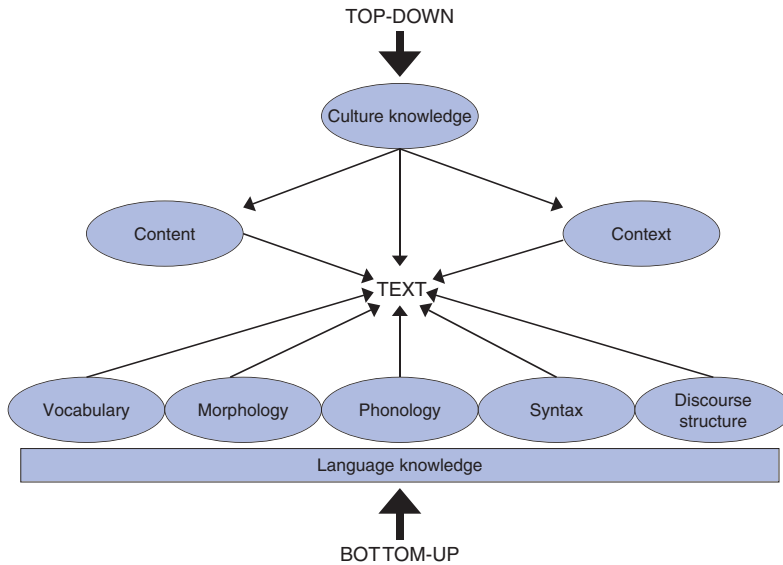 TOP-DOWN
Culture knowledge
Content
Context
TEXT
Vocabulary
Morphology
Phonology
Syntax
Discourse
structure
Language knowledge
BOTTOM-UP